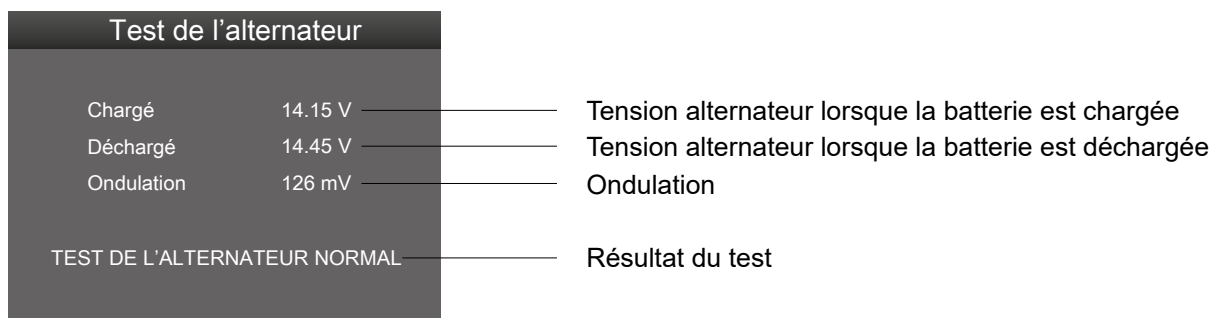 Test de l’alternateur
Chargé 14.15 V Tension alternateur lorsque la batterie est chargée
Déchargé 14.45 V Tension alternateur lorsque la batterie est déchargée
Ondulation 126 mV Ondulation
TEST DE L’ALTERNATEUR NORMAL Résultat du test